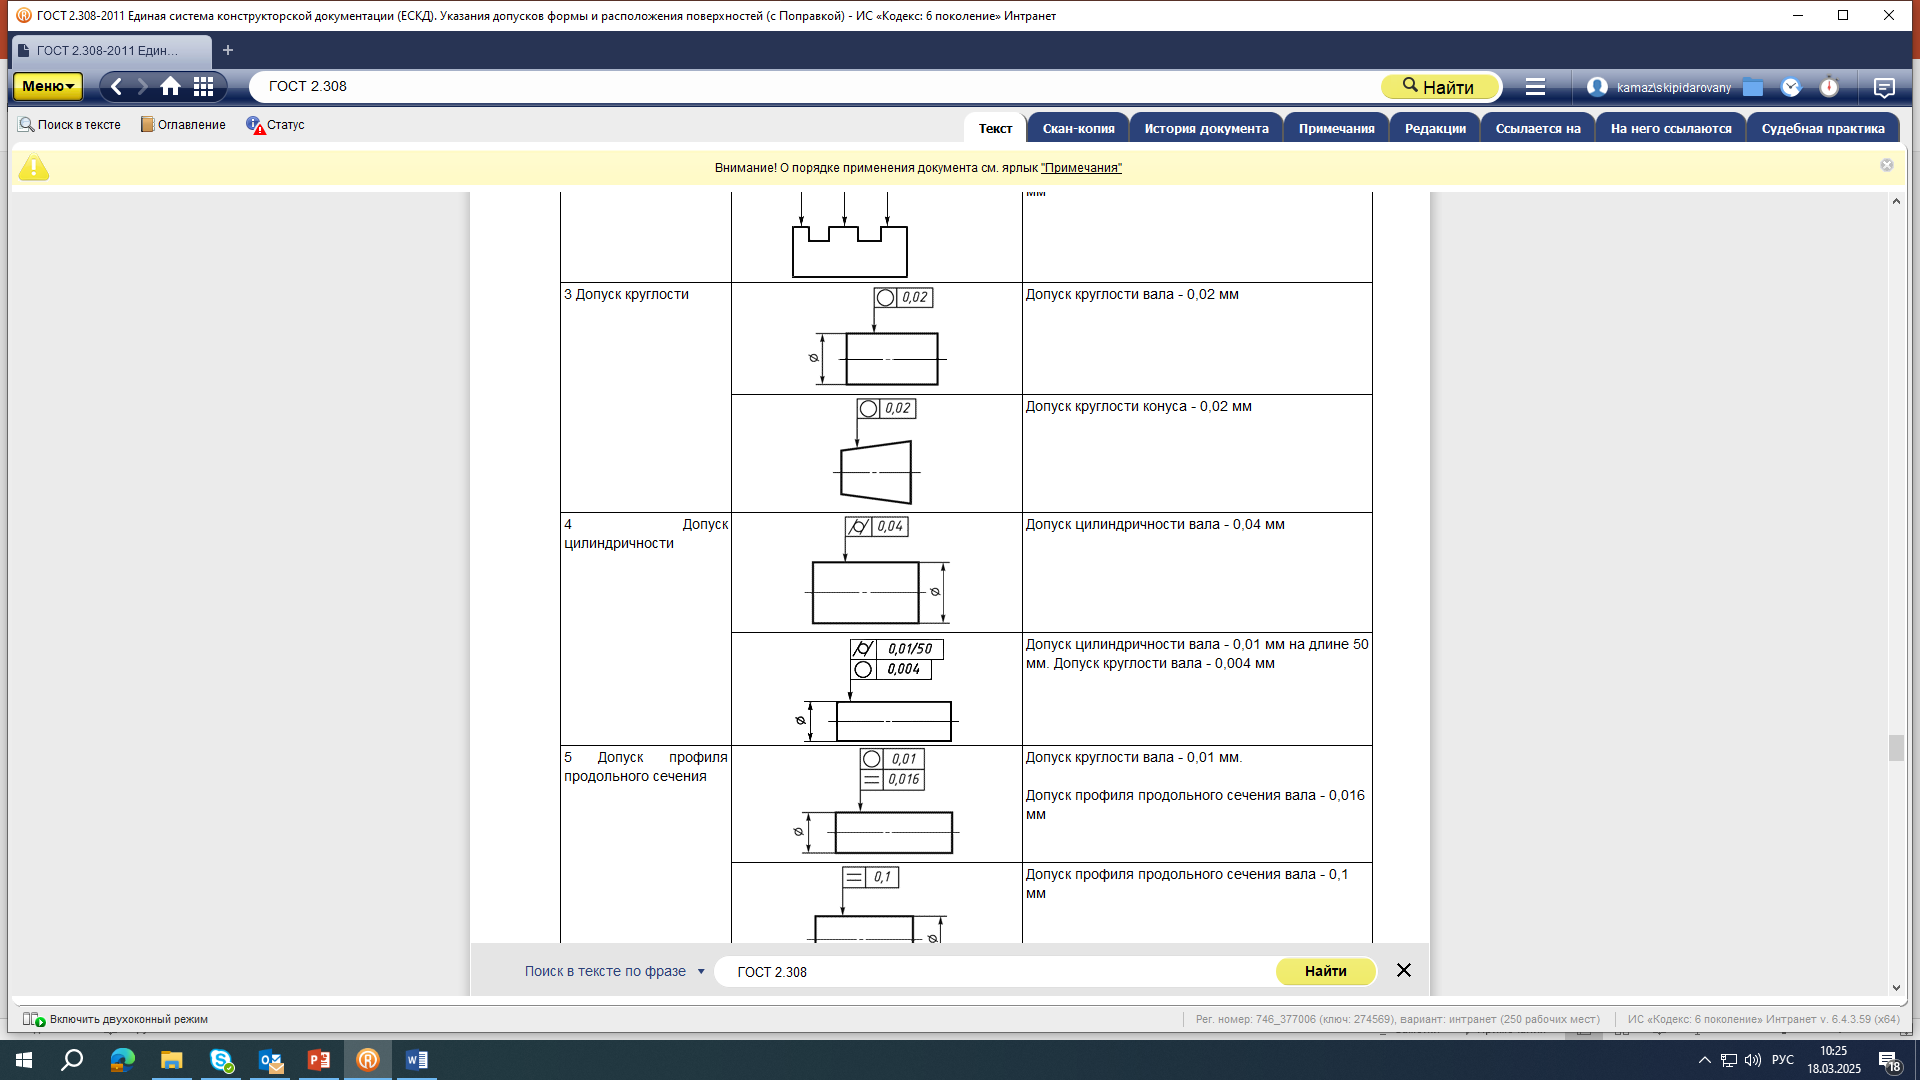 ГОСТ 2.308-2011 Единая система конструкторской документации (ЕСКД). Указания допусков формы и расположения поверхностей (с Поправкой) - ИС «Кодекс: 6 поколение» Интранет
ГОСТ 2.308-2011 Един...
Меню
ГОСТ 2.308
Найти
kamaz\skipidarovany
Поиск в тексте
Оглавление
Статус
Текст
Скан-копия
История документа
Примечания
Редакции
Ссылается на
На него ссылаются
Судебная практика
Внимание! О порядке применения документа см. ярлык "Примечания"
мм
3 Допуск круглости
0,02
Ø
Допуск круглости вала - 0,02 мм
0,02
Допуск круглости конуса - 0,02 мм
4 Допуск
цилиндричности
0,04
Ø
Допуск цилиндричности вала - 0,04 мм
0,01/50
0,004
Ø
Допуск цилиндричности вала - 0,01 мм на длине 50
мм. Допуск круглости вала - 0,004 мм
5 Допуск профиля
продольного сечения
0,01
0,016
Ø
Допуск круглости вала - 0,01 мм.
Допуск профиля продольного сечения вала - 0,016
мм
0,1
Ø
Допуск профиля продольного сечения вала - 0,1
мм
Поиск в тексте по фразе
ГОСТ 2.308
Найти
Включить двухоконный режим
Рег. номер: 746_377006 (ключ: 274569), вариант: интранет (250 рабочих мест)
ИС «Кодекс: 6 поколение» Интранет v. 6.4.3.59 (x64)
РУС
10:25
18.03.2025
18